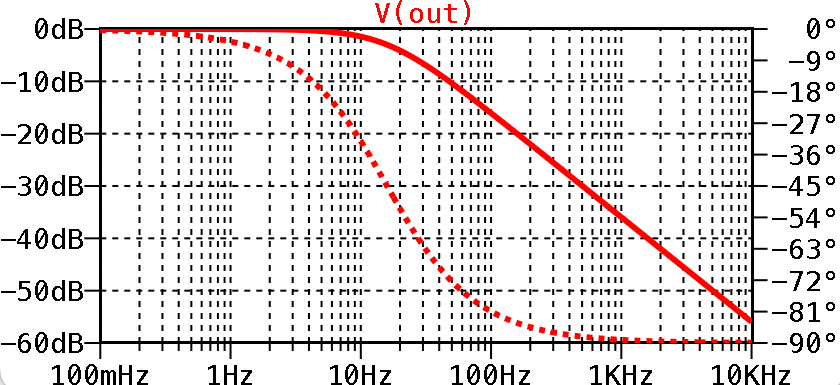 V(out)
0dB 0°
-10dB -9°
-20dB -18°
-30dB -27°
-40dB -36°
-50dB -45°
-60dB -54°
-63°
-72°
-81°
-90°
100mHz 1Hz 10Hz 100Hz 1KHz 10KHz